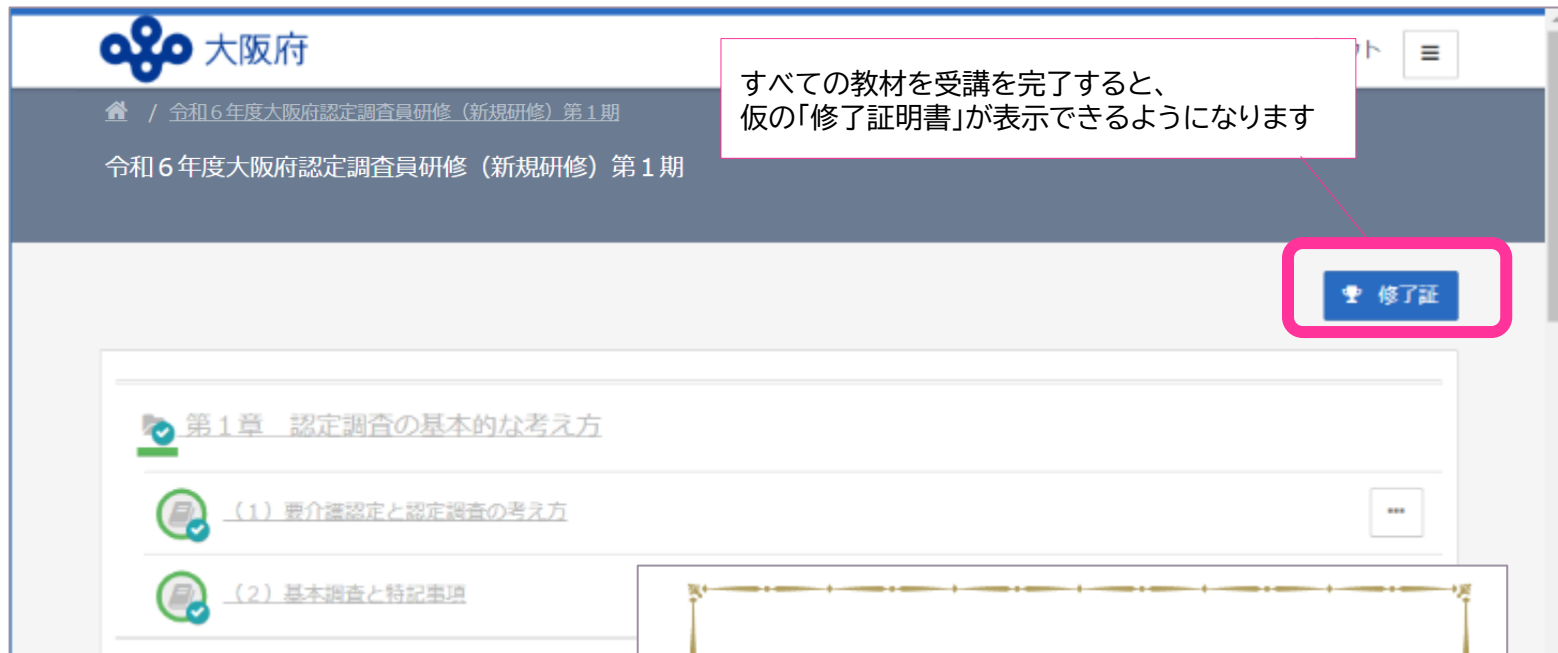 大阪府
ト
すべての教材を受講を完了すると、
仮の「修了証明書」が表示できるようになります
/ 令和６年度大阪府認定調査員研修（新規研修）第１期
令和６年度大阪府認定調査員研修（新規研修）第１期
修了証
第１章 認定調査の基本的な考え方
（１）要介護認定と認定調査の考え方
（２）基本調査と特記事項